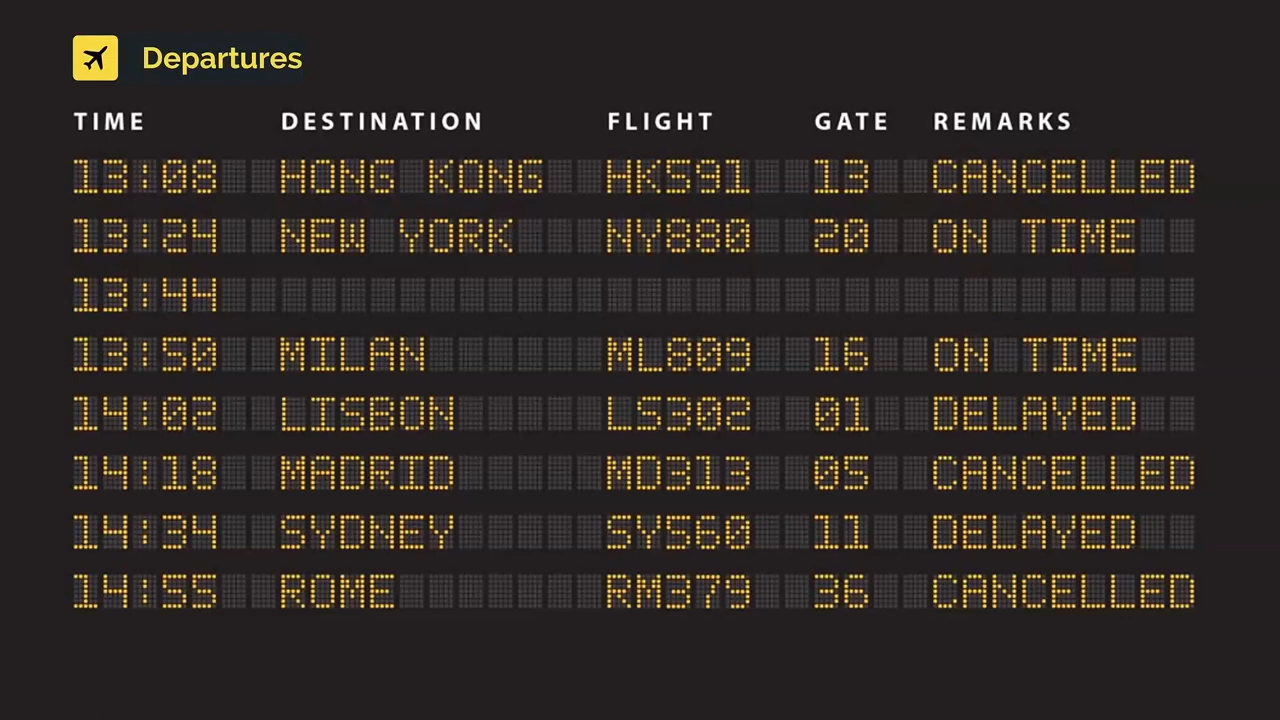 Departures
TIME DESTINATION FLIGHT GATE REMARKS
13:08 HONG KONG HK591 13 CANCELLED
13:24 NEW YORK NY880 20 ON TIME
13:44
13:50 MILAN ML809 16 ON TIME
14:02 LISBON LS302 01 DELAYED
14:18 MADRID MD313 05 CANCELLED
14:34 SYDNEY SY560 11 DELAYED
14:55 ROME RM379 36 CANCELLED